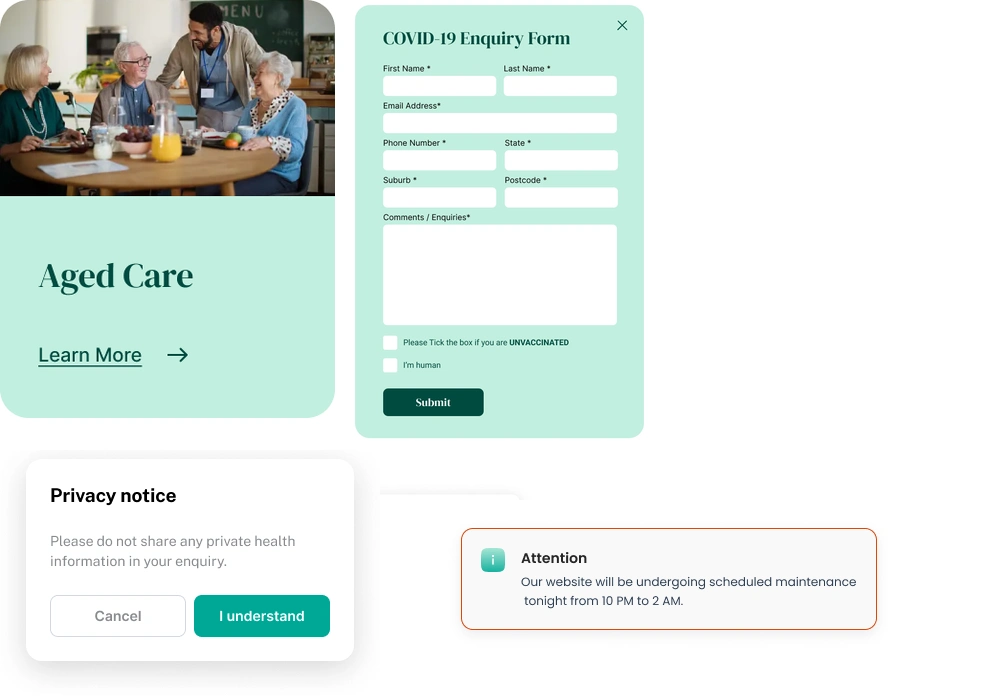 MENU
Aged Care
Learn More
COVID-19 Enquiry Form
First Name * Last Name *
Email Address*
Phone Number * State *
Suburb * Postcode *
Comments / Enquiries*
Please Tick the box if you are UNVACCINATED
I'm human
Submit
Privacy notice
Please do not share any private health
information in your enquiry.
Cancel I understand
Attention
Our website will be undergoing scheduled maintenance
tonight from 10 PM to 2 AM.